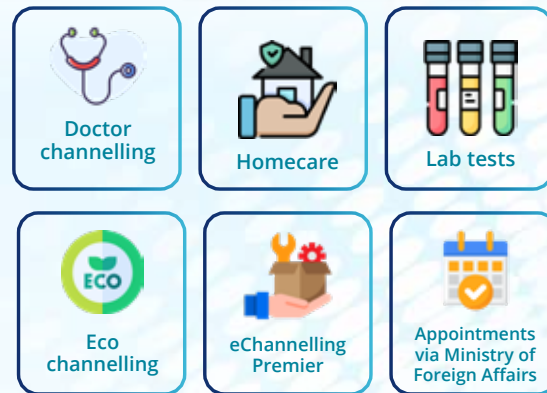 Doctor
channelling
Homecare
Lab tests
ECO
Eco
channelling
eChannelling
Premier
Appointments
via Ministry of
Foreign Affairs